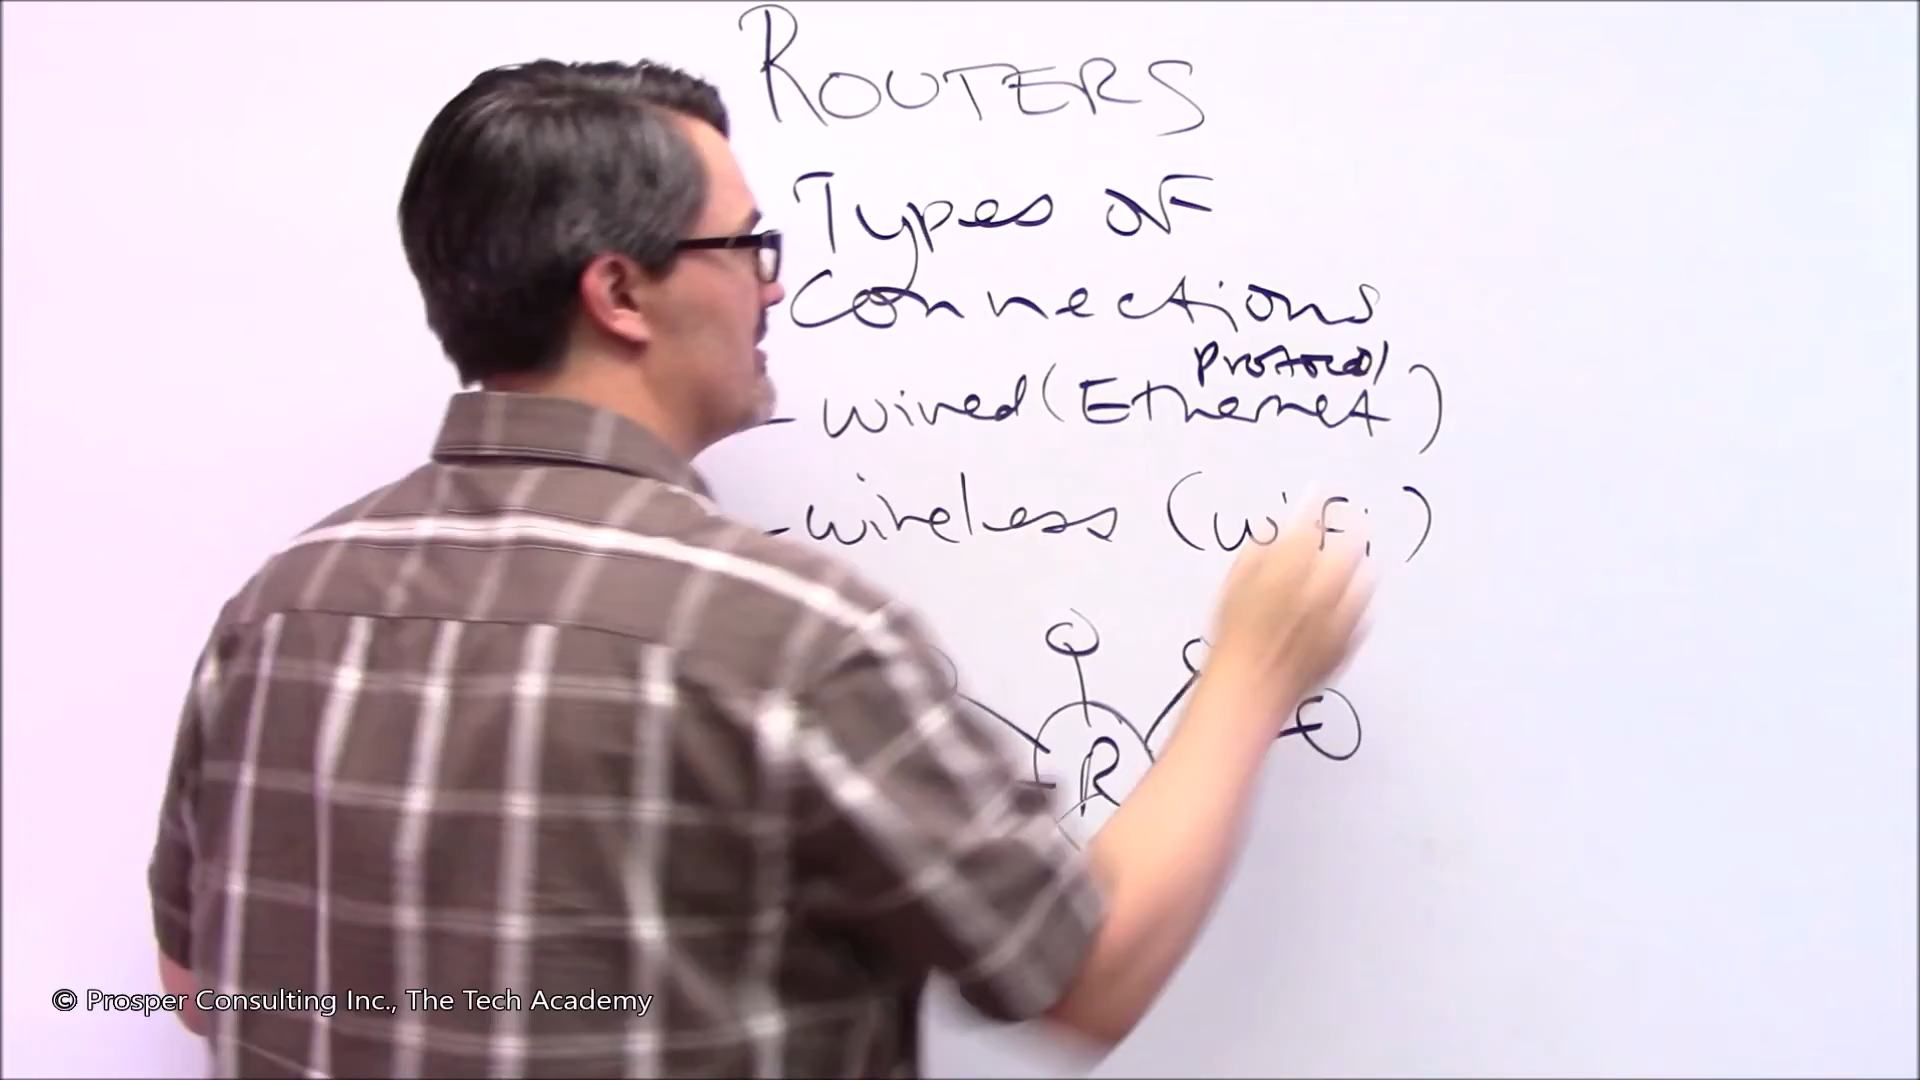 ROUTERS
Types OF
Connections
protocol
- wired (Ethernet)
- wireless (wifi)
R
© Prosper Consulting Inc., The Tech Academy